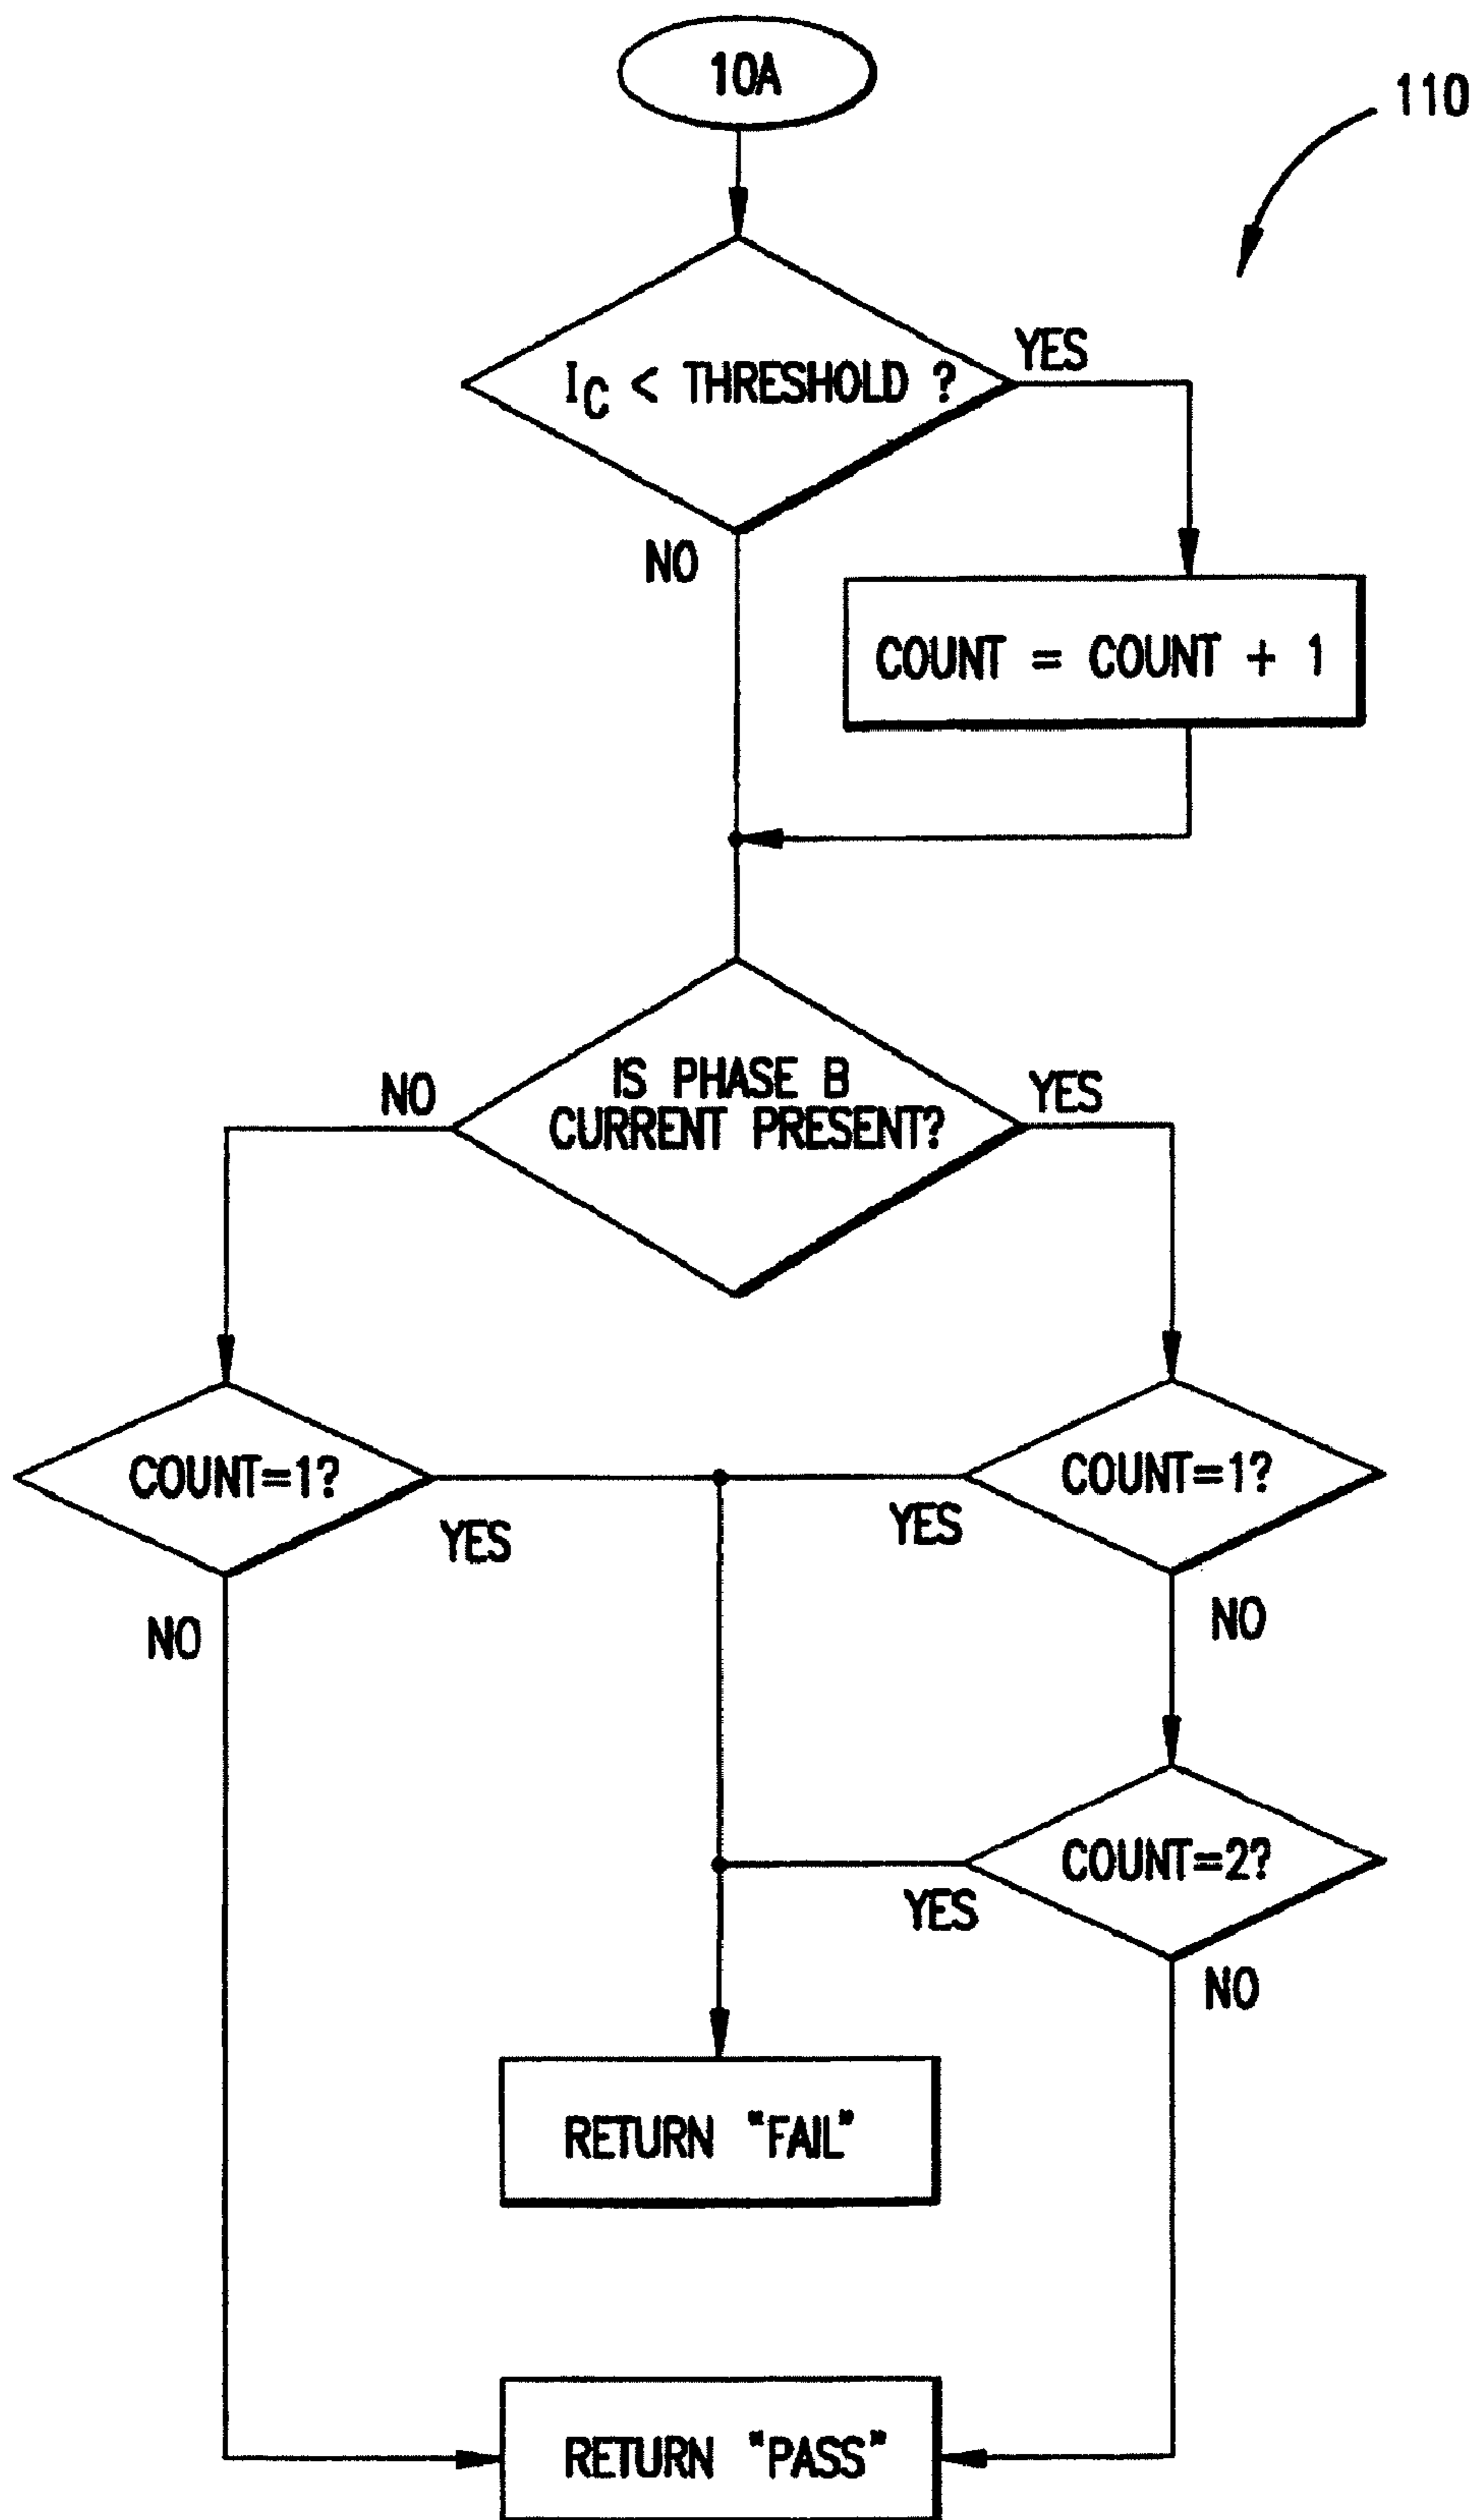 10A
110
I_C < THRESHOLD ?
YES
NO
COUNT = COUNT + 1
NO
IS PHASE B
CURRENT PRESENT?
YES
COUNT=1?
YES
NO
COUNT=1?
YES
NO
COUNT=2?
YES
NO
RETURN "FAIL"
RETURN "PASS"